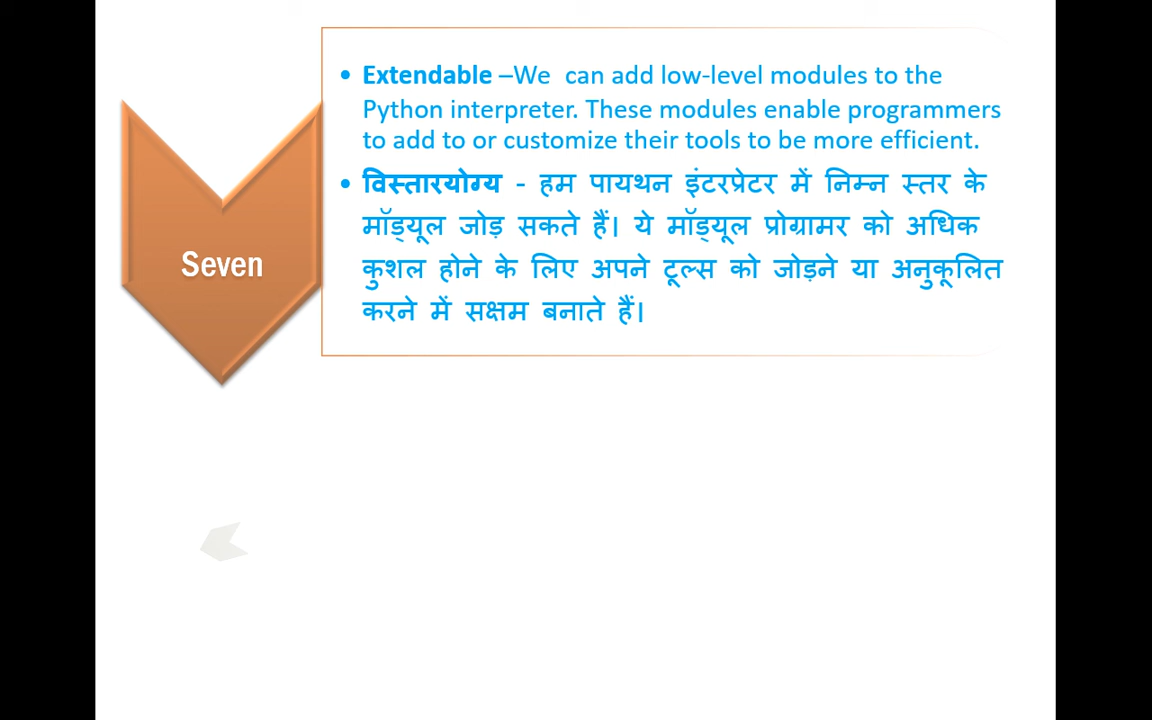 Seven
• Extendable –We  can add low-level modules to the
Python interpreter. These modules enable programmers
to add to or customize their tools to be more efficient.
• विस्तारयोग्य - हम पायथन इंटरप्रेटर में निम्न स्तर के
मॉड्यूल जोड़ सकते हैं। ये मॉड्यूल प्रोग्रामर को अधिक
कुशल होने के लिए अपने टूल्स को जोड़ने या अनुकूलित
करने में सक्षम बनाते हैं।